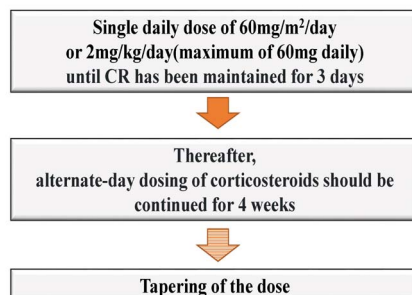 Single daily dose of 60mg/m²/day
or 2mg/kg/day(maximum of 60mg daily)
until CR has been maintained for 3 days
Thereafter,
alternate-day dosing of corticosteroids should be
continued for 4 weeks
Tapering of the dose